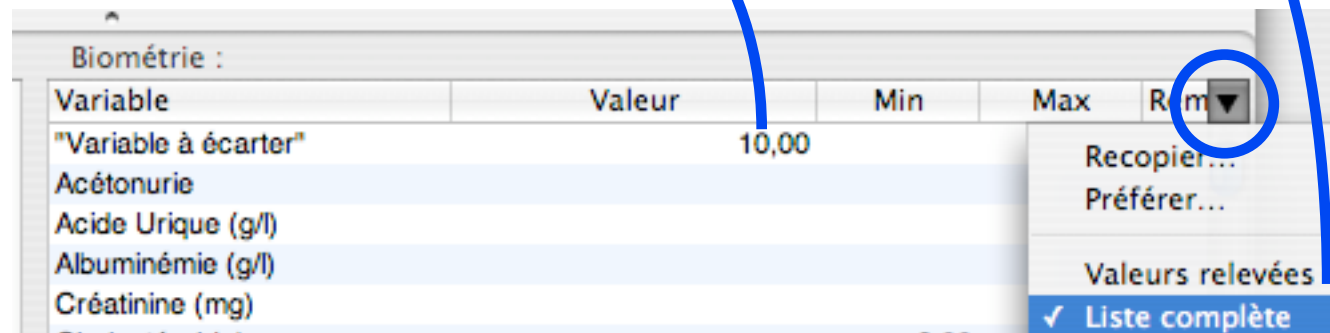 Biométrie :
Variable Valeur Min Max
"Variable à écarter" 10,00
Acétonurie
Acide Urique (g/l)
Albuminémie (g/l)
Créatinine (mg)
Recopier...
Préférer...
Valeurs relevées
✓ Liste complète